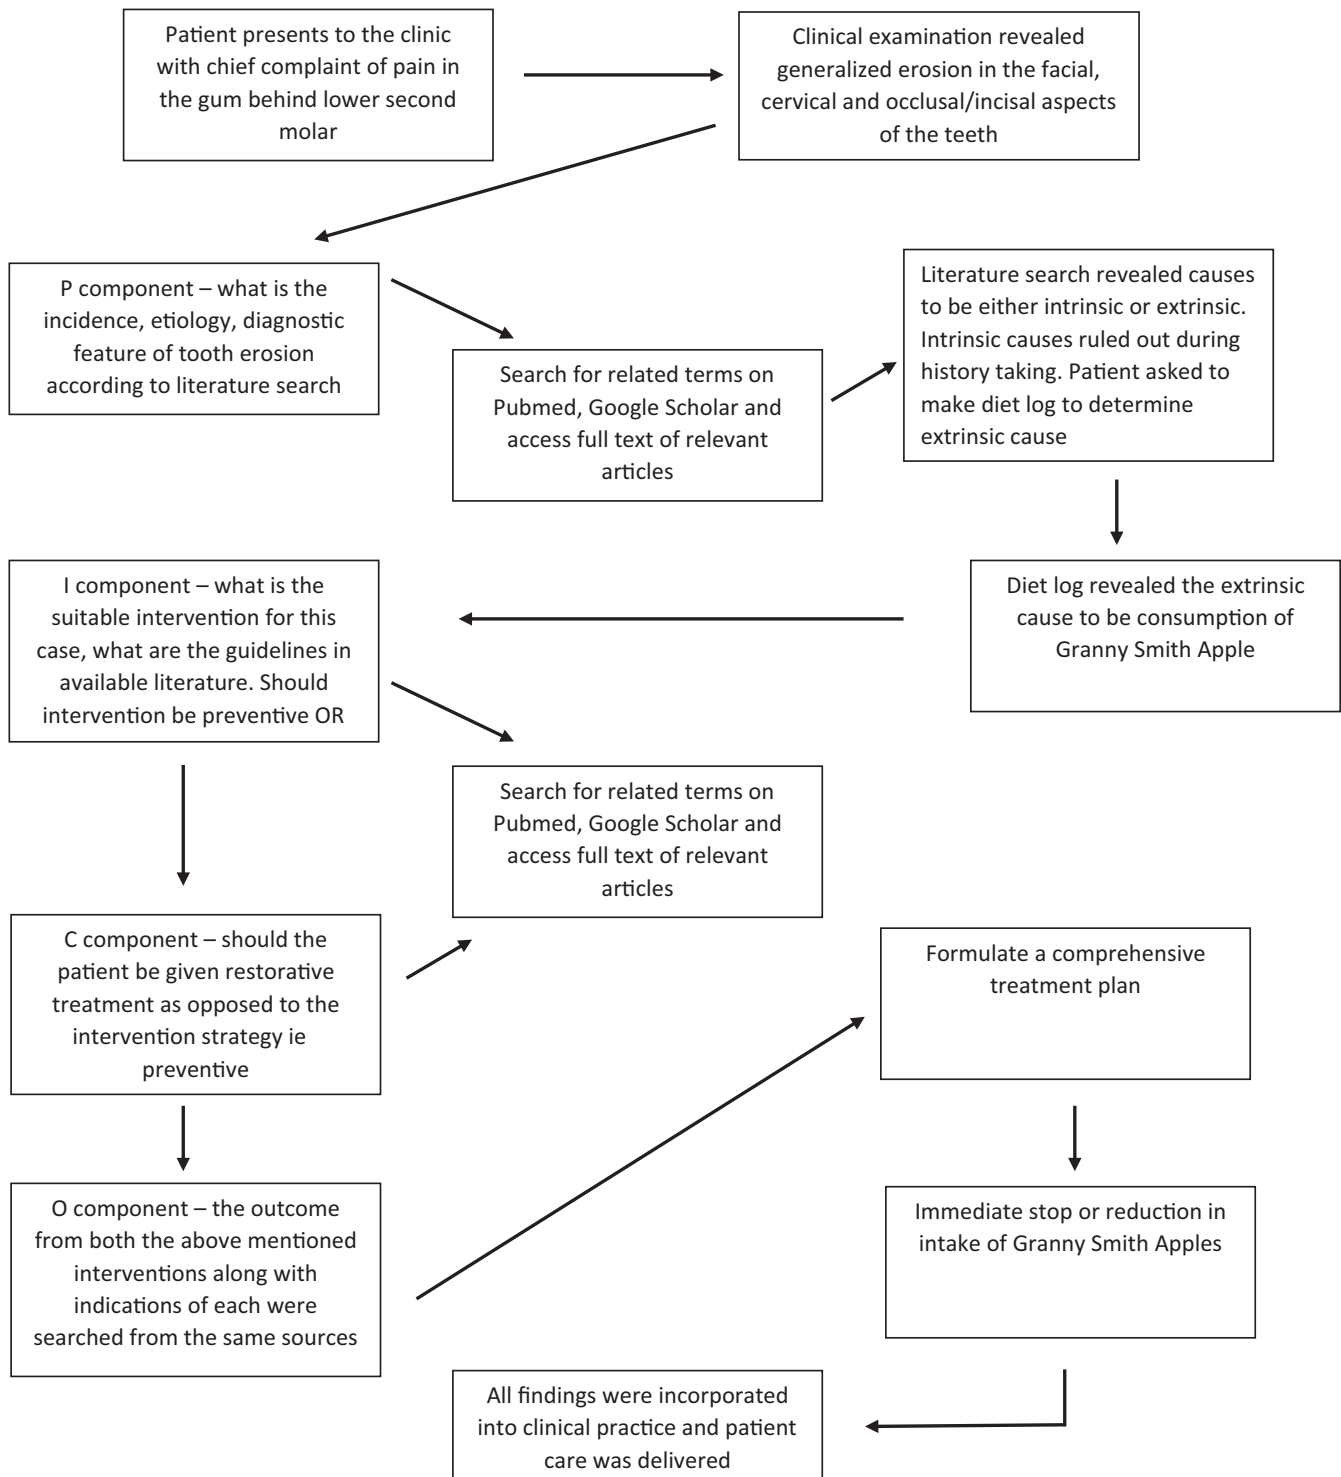 Patient presents to the clinic
with chief complaint of pain in
the gum behind lower second
molar
Clinical examination revealed
generalized erosion in the facial,
cervical and occlusal/incisal aspects
of the teeth
P component – what is the
incidence, etiology, diagnostic
feature of tooth erosion
according to literature search
Search for related terms on
Pubmed, Google Scholar and
access full text of relevant
articles
Literature search revealed causes
to be either intrinsic or extrinsic.
Intrinsic causes ruled out during
history taking. Patient asked to
make diet log to determine
extrinsic cause
Diet log revealed the extrinsic
cause to be consumption of
Granny Smith Apple
I component – what is the
suitable intervention for this
case, what are the guidelines in
available literature. Should
intervention be preventive OR
Search for related terms on
Pubmed, Google Scholar and
access full text of relevant
articles
C component – should the
patient be given restorative
treatment as opposed to the
intervention strategy ie
preventive
O component – the outcome
from both the above mentioned
interventions along with
indications of each were
searched from the same sources
Formulate a comprehensive
treatment plan
Immediate stop or reduction in
intake of Granny Smith Apples
All findings were incorporated
into clinical practice and patient
care was delivered